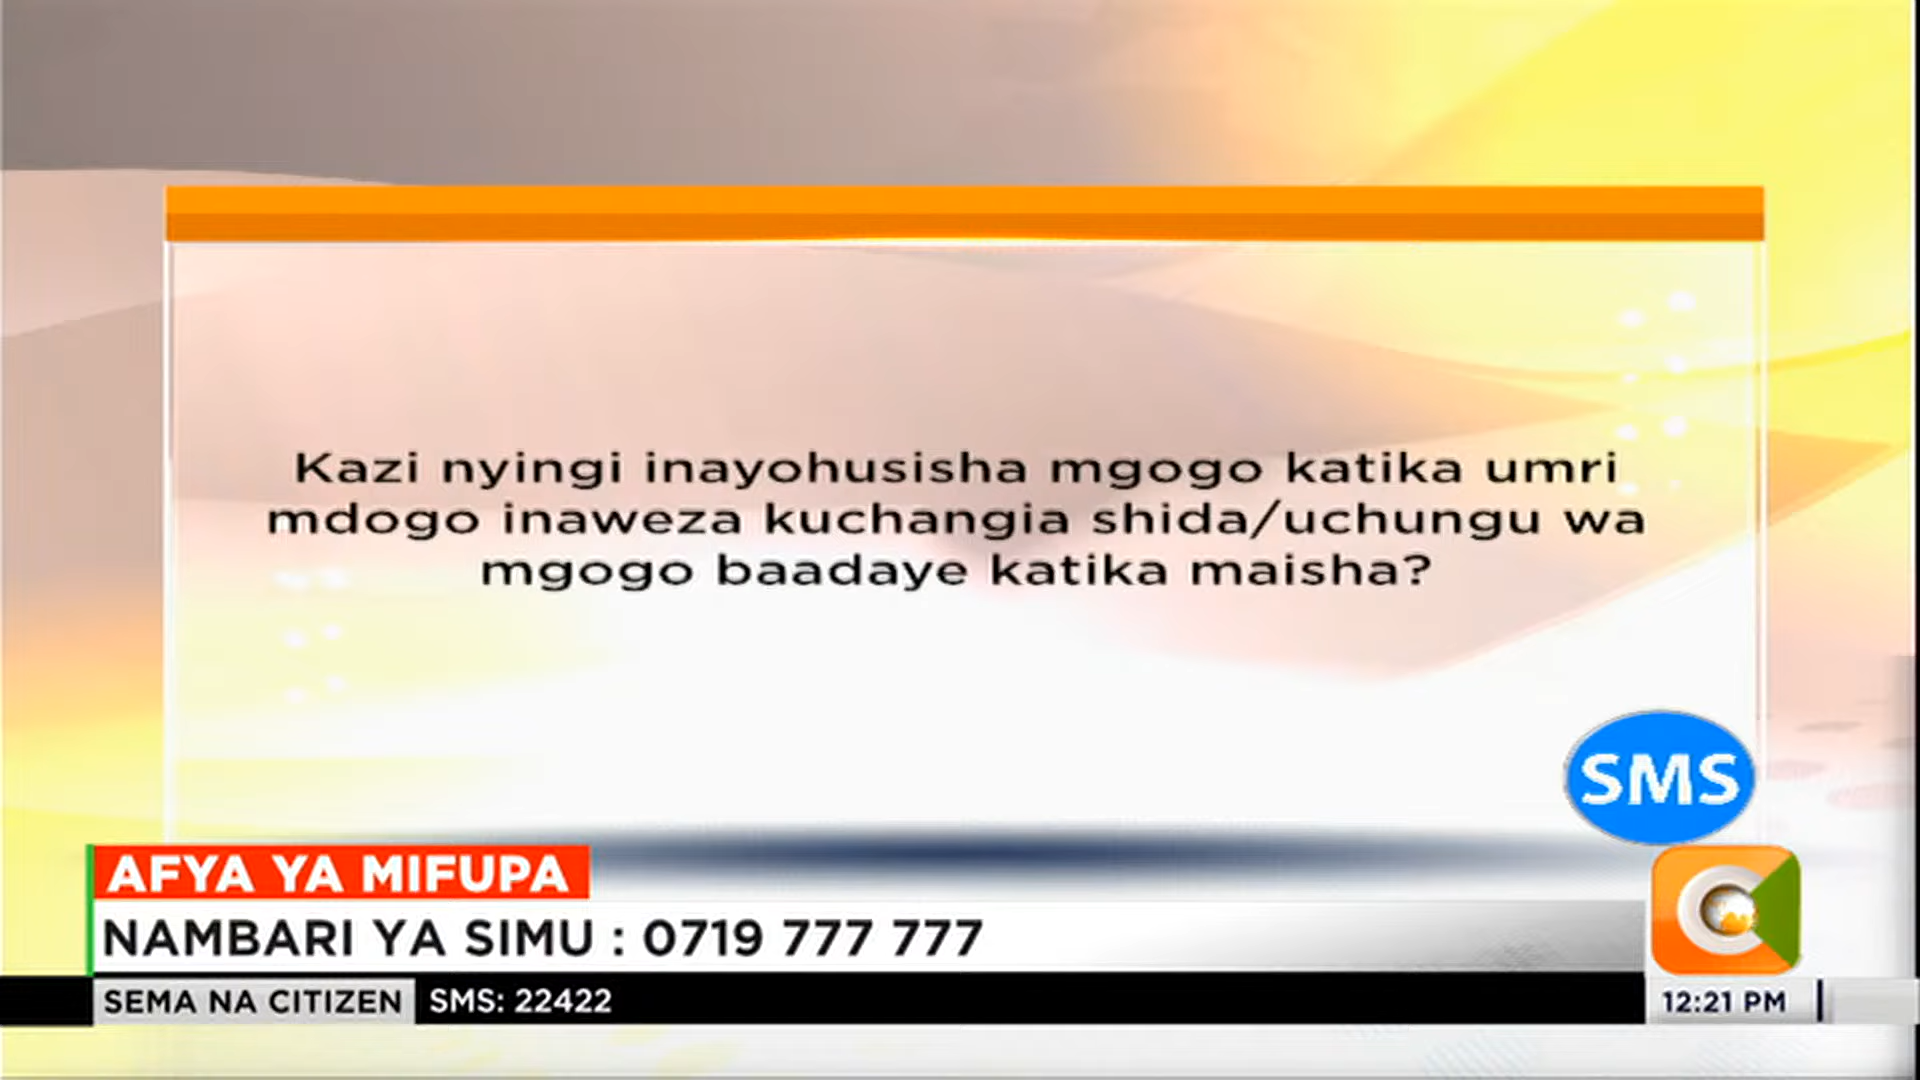 Kazi nyingi inayohusisha mgogo katika umri
mdogo inaweza kuchangia shida/uchungu wa
mgogo baadaye katika maisha?
SMS
AFYA YA MIFUPA
NAMBARI YA SIMU : 0719 777 777
SEMA NA CITIZEN SMS: 22422
12:21 PM